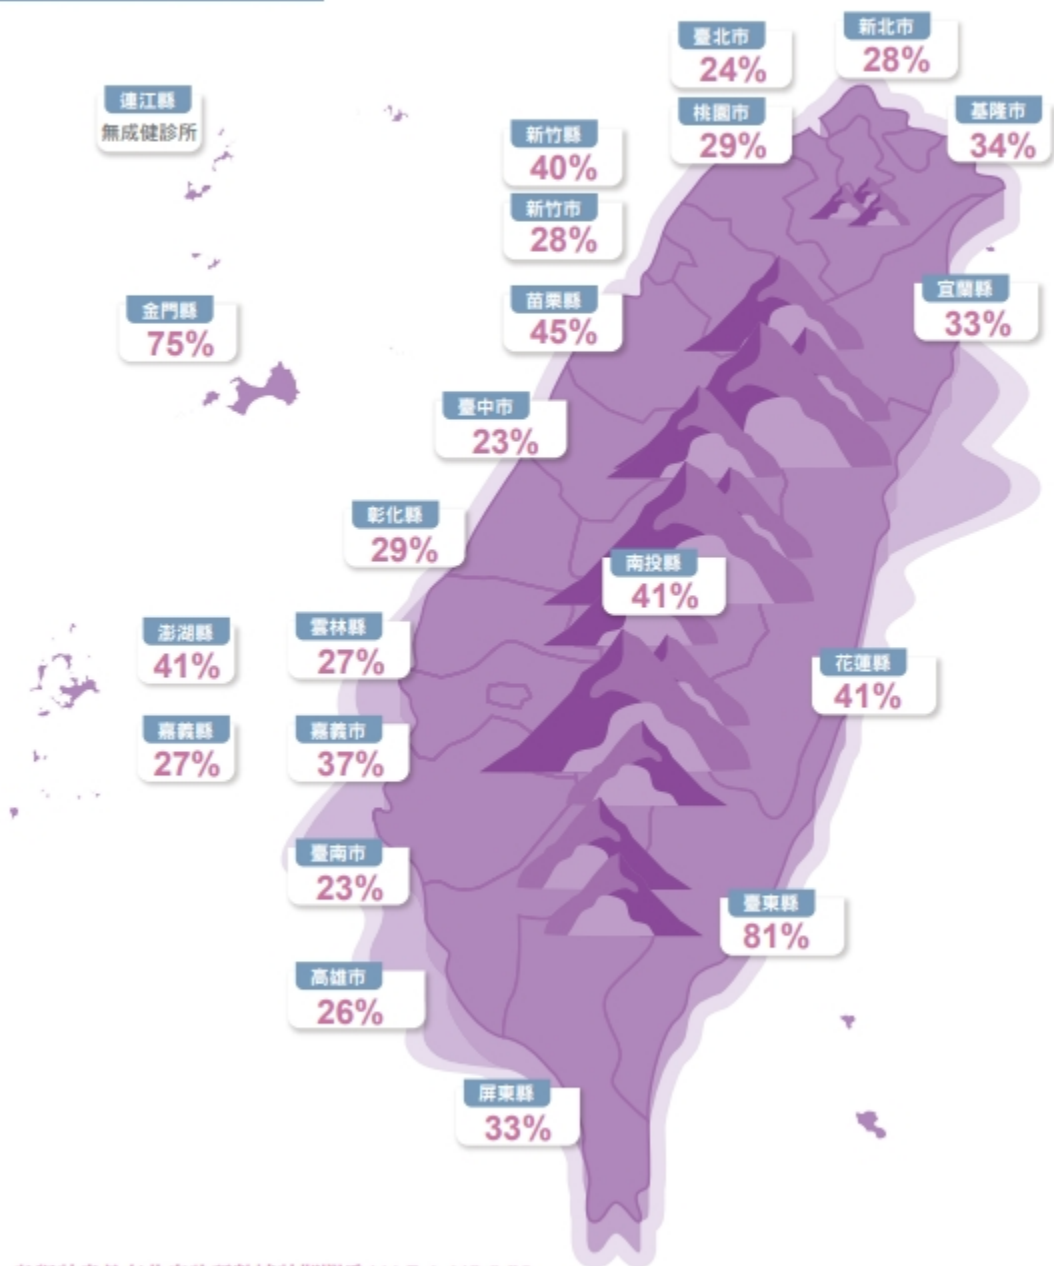 新北市
28%
臺北市
24%
連江縣
無成健診所
基隆市
34%
桃園市
29%
新竹縣
40%
新竹市
28%
宜蘭縣
33%
苗栗縣
45%
金門縣
75%
臺中市
23%
彰化縣
29%
南投縣
41%
澎湖縣
41%
雲林縣
27%
花蓮縣
41%
嘉義縣
27%
嘉義市
37%
臺南市
23%
臺東縣
81%
高雄市
26%
屏東縣
33%